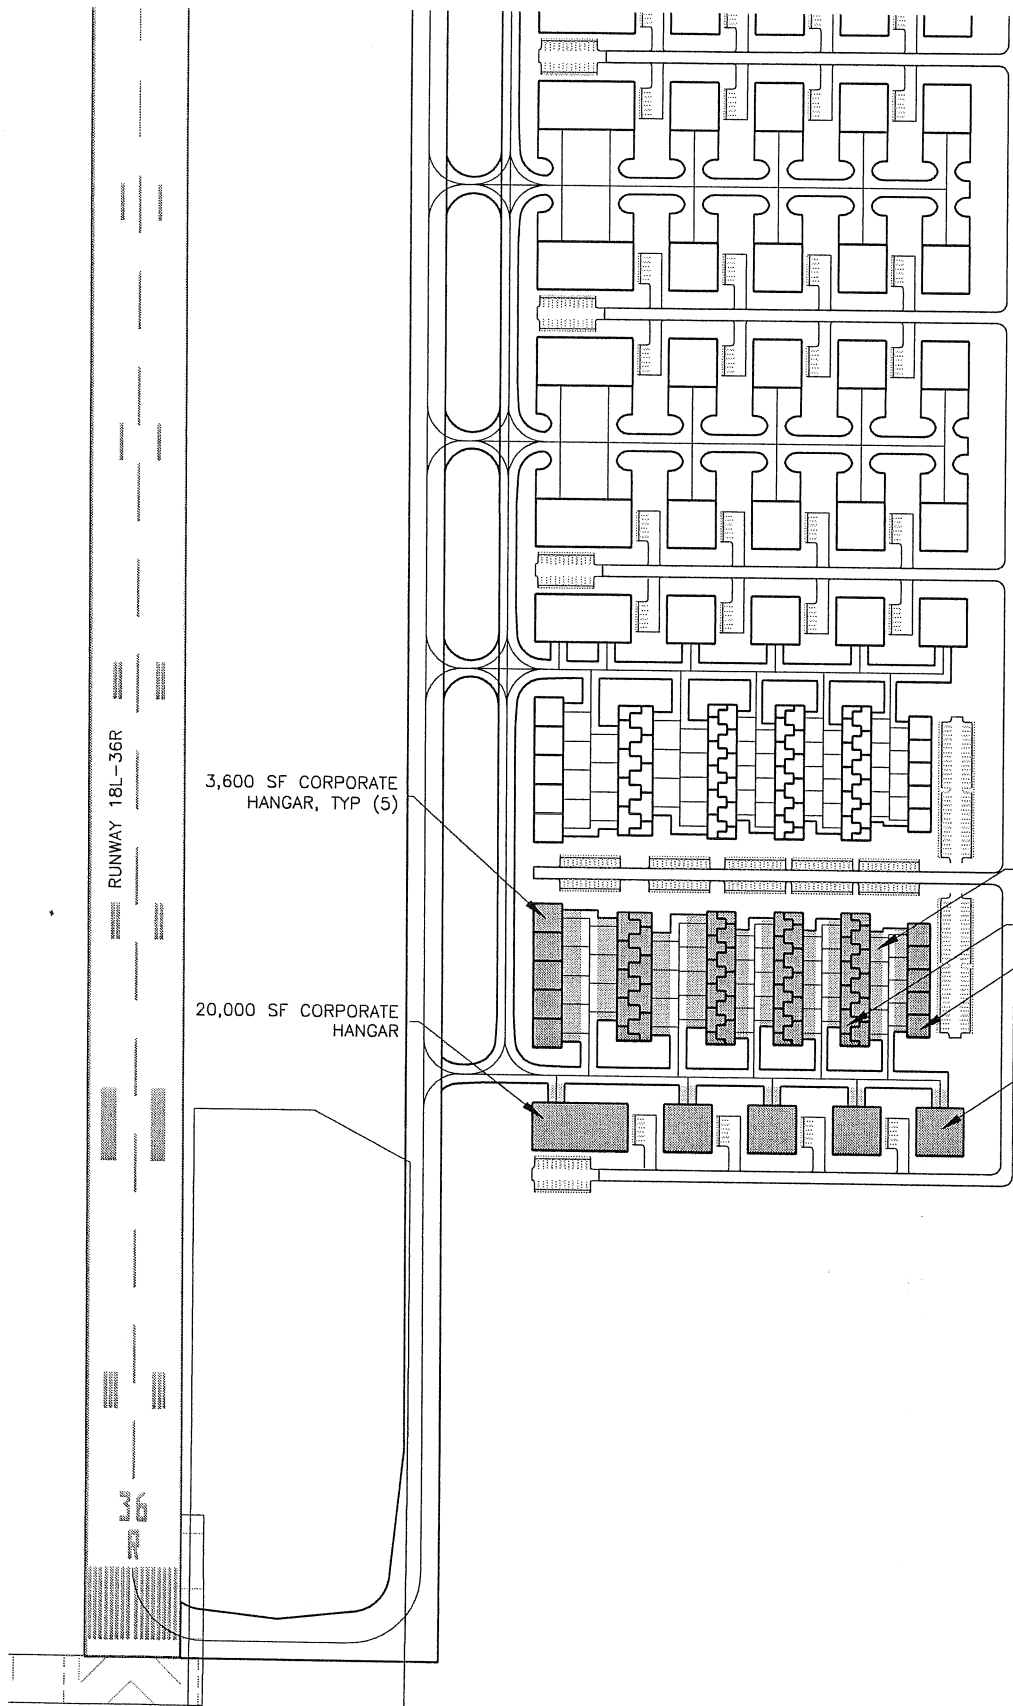 RUNWAY 18L-36R
3,600 SF CORPORATE
HANGAR, TYP (5)
20,000 SF CORPORATE
HANGAR
36
R